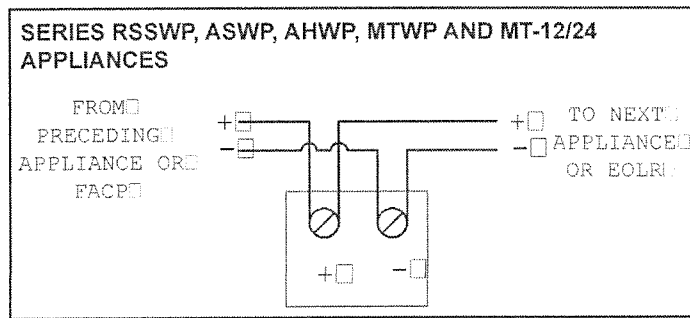 SERIES RSSWP, ASWP, AHWP, MTWP AND MT-12/24
APPLIANCES
FROM
PRECEDING
APPLIANCE OR
FACP
+
-
+
-
TO NEXT
APPLIANCE
OR EOLR
+ -